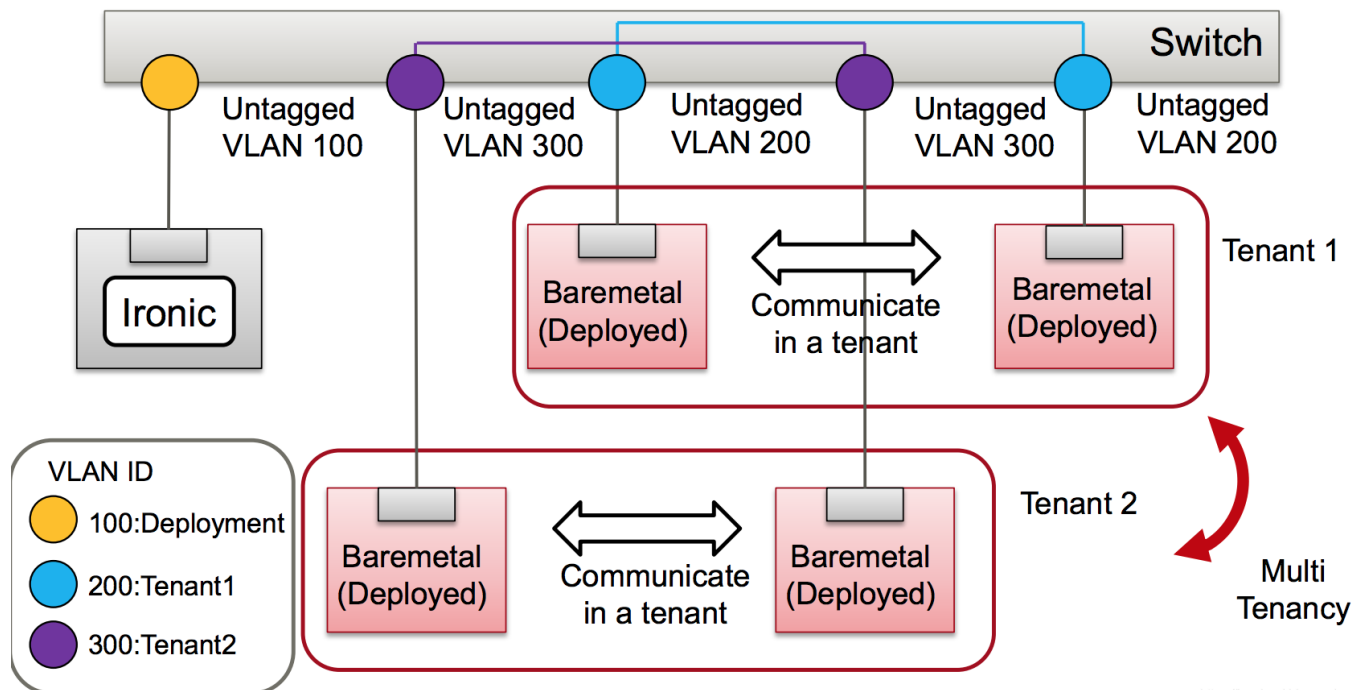 Switch
Untagged
VLAN 100
Untagged
VLAN 300
Untagged
VLAN 200
Untagged
VLAN 300
Untagged
VLAN 200
Ironic
Baremetal
(Deployed)
Communicate
in a tenant
Baremetal
(Deployed)
Tenant 1
VLAN ID
100:Deployment
200:Tenant1
300:Tenant2
Baremetal
(Deployed)
Communicate
in a tenant
Baremetal
(Deployed)
Tenant 2
Multi
Tenancy